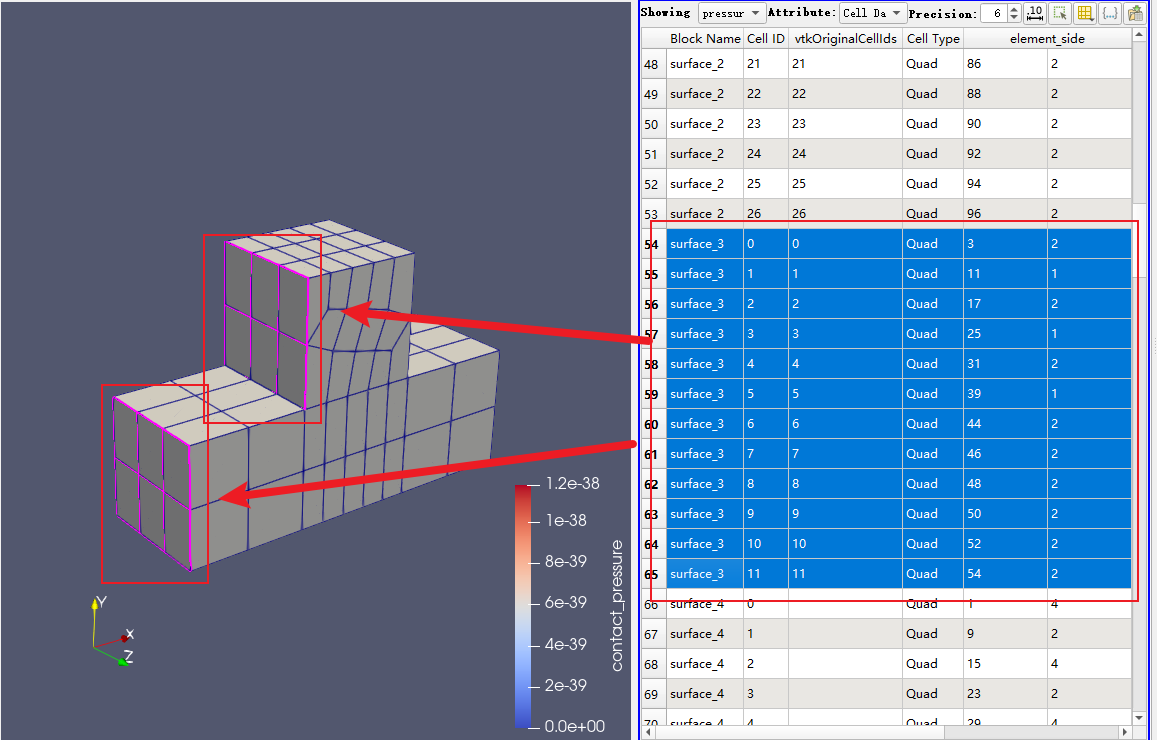 Showing pressur Attribute: Cell Da Precision: 6 .10
Block Name Cell ID vtkOriginalCellIds Cell Type element_side
48 surface_2 21 21 Quad 86 2
49 surface_2 22 22 Quad 88 2
50 surface_2 23 23 Quad 90 2
51 surface_2 24 24 Quad 92 2
52 surface_2 25 25 Quad 94 2
53 surface_2 26 26 Quad 96 2
54 surface_3 0 0 Quad 3 2
55 surface_3 1 1 Quad 11 1
56 surface_3 2 2 Quad 17 2
57 surface_3 3 3 Quad 25 1
58 surface_3 4 4 Quad 31 2
59 surface_3 5 5 Quad 39 1
60 surface_3 6 6 Quad 44 2
61 surface_3 7 7 Quad 46 2
62 surface_3 8 8 Quad 48 2
63 surface_3 9 9 Quad 50 2
64 surface_3 10 10 Quad 52 2
65 surface_3 11 11 Quad 54 2
66 surface_4 0 Quad 1 4
67 surface_4 1 Quad 9 2
68 surface_4 2 Quad 15 4
69 surface_4 3 Quad 23 2
70 surface_4 4 Quad 29 4
1.2e-38
1e-38
8e-39
6e-39
4e-39
2e-39
0.0e+00
contact_pressure
Y
X
Z